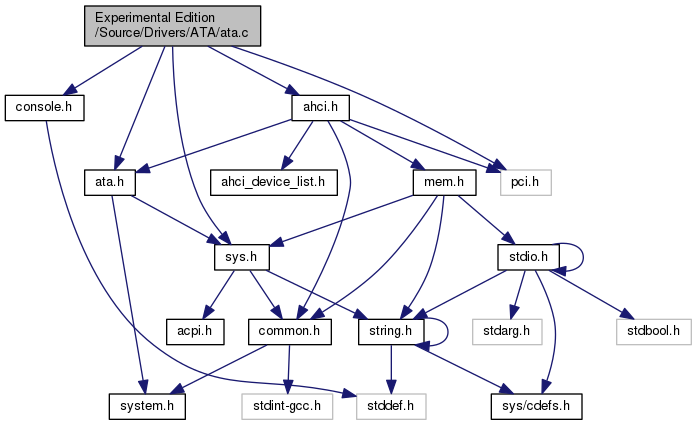 Experimental Edition
/Source/Drivers/ATA/ata.c
console.h
ahci.h
ata.h
ahci_device_list.h
mem.h
pci.h
sys.h
stdio.h
acpi.h
common.h
string.h
stdarg.h
stdbool.h
system.h
stdint-gcc.h
stddef.h
sys/cdefs.h